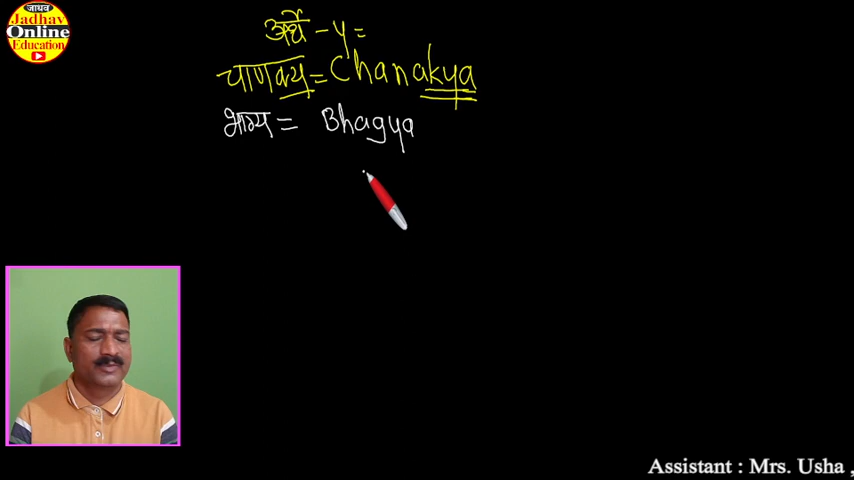 जाधव
Jadhav
Online
Education
अर्ध - y =
चाणक्य = Chanakya
भाग्य = Bhagya
Assistant : Mrs. Usha ,